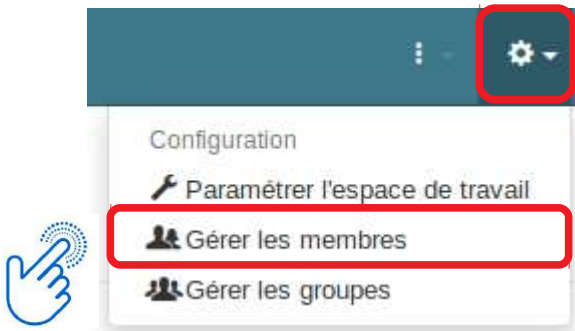 Configuration
Paramétrer l'espace de travail
Gérer les membres
Gérer les groupes